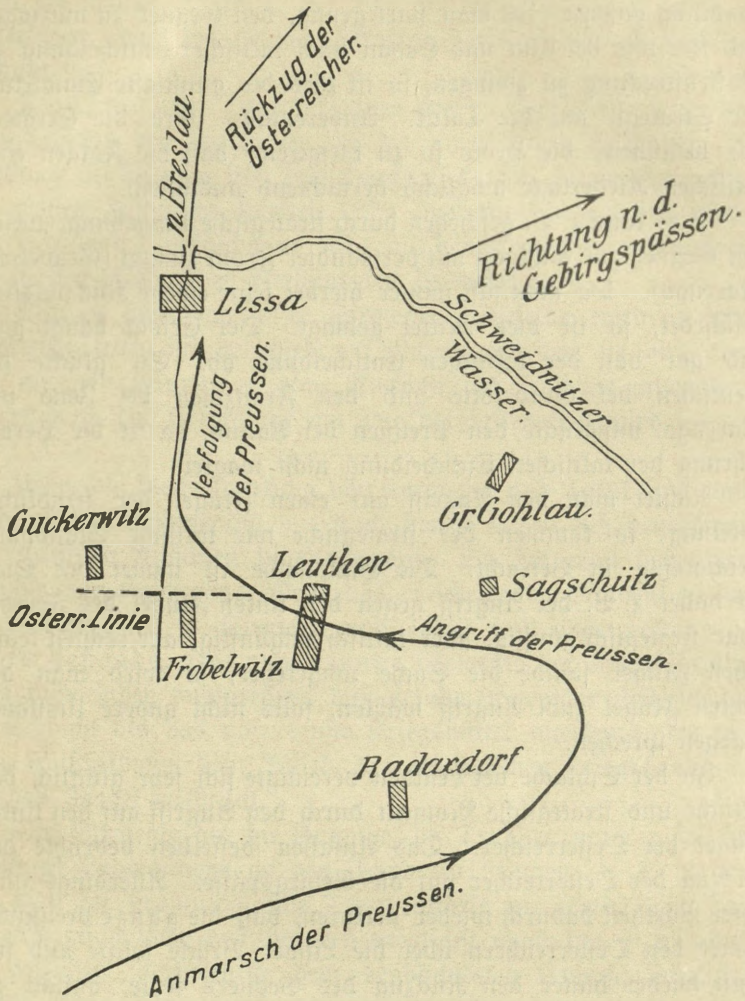 n. Breslau.
Rückzug der
Österreicher.
Richtung n. d.
Gebirgspässen.
Lissa
Schweidnitzer
Wasser.
Verfolgung
der Preussen.
Guckerwitz
Gr. Gohlau.
Leuthen
Sagschütz
Osterr. Linie
Frobelwitz
Angriff der Preussen.
Radaxdorf
Anmarsch der Preussen.